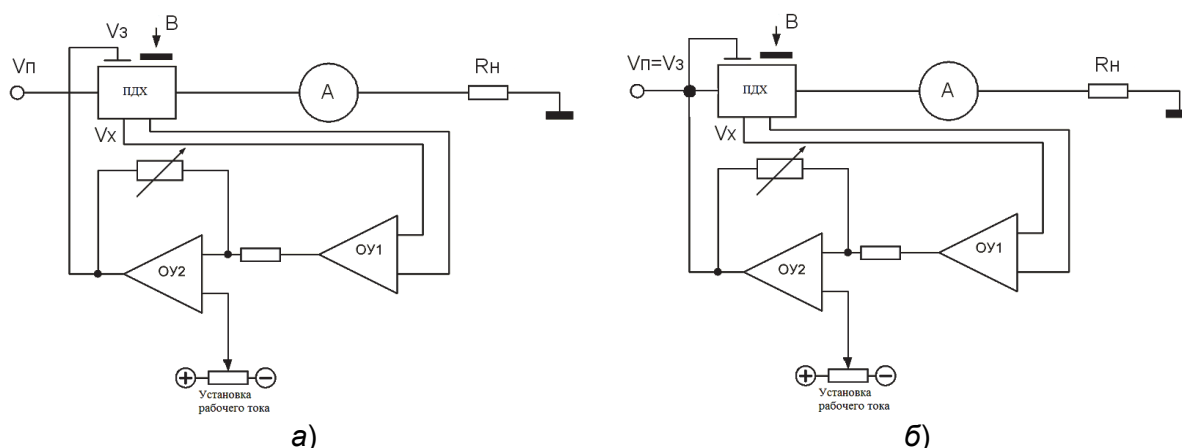 Vз
В
Vп
ПДХ
А
Rн
Vх
ОУ2
ОУ1
+
−
Установка
рабочего тока
а)
В
Vп=Vз
ПДХ
А
Rн
Vх
ОУ2
ОУ1
+
−
Установка
рабочего тока
б)